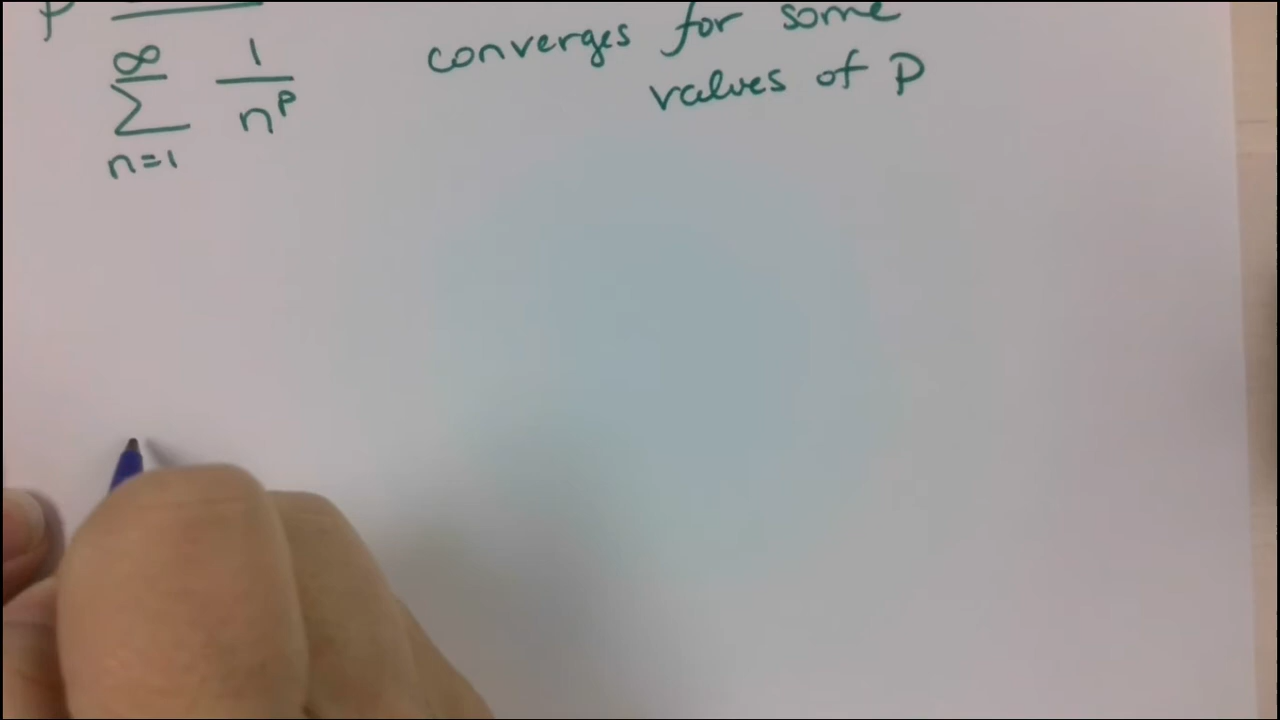 converges for some
values of P
∞
Σ 1/n^p
n=1